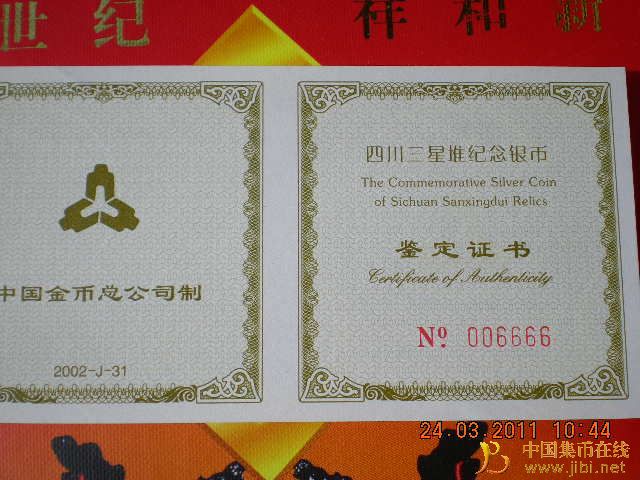 世纪
祥和新
中国金币总公司制
2002-J-31
四川三星堆纪念银币
The Commemorative Silver Coin
of Sichuan Sanxingdui Relics
鉴定证书
Certificate of Authenticity
Nº 006666
24.03.2011 10:44
中国集币在线
www.jibi.net